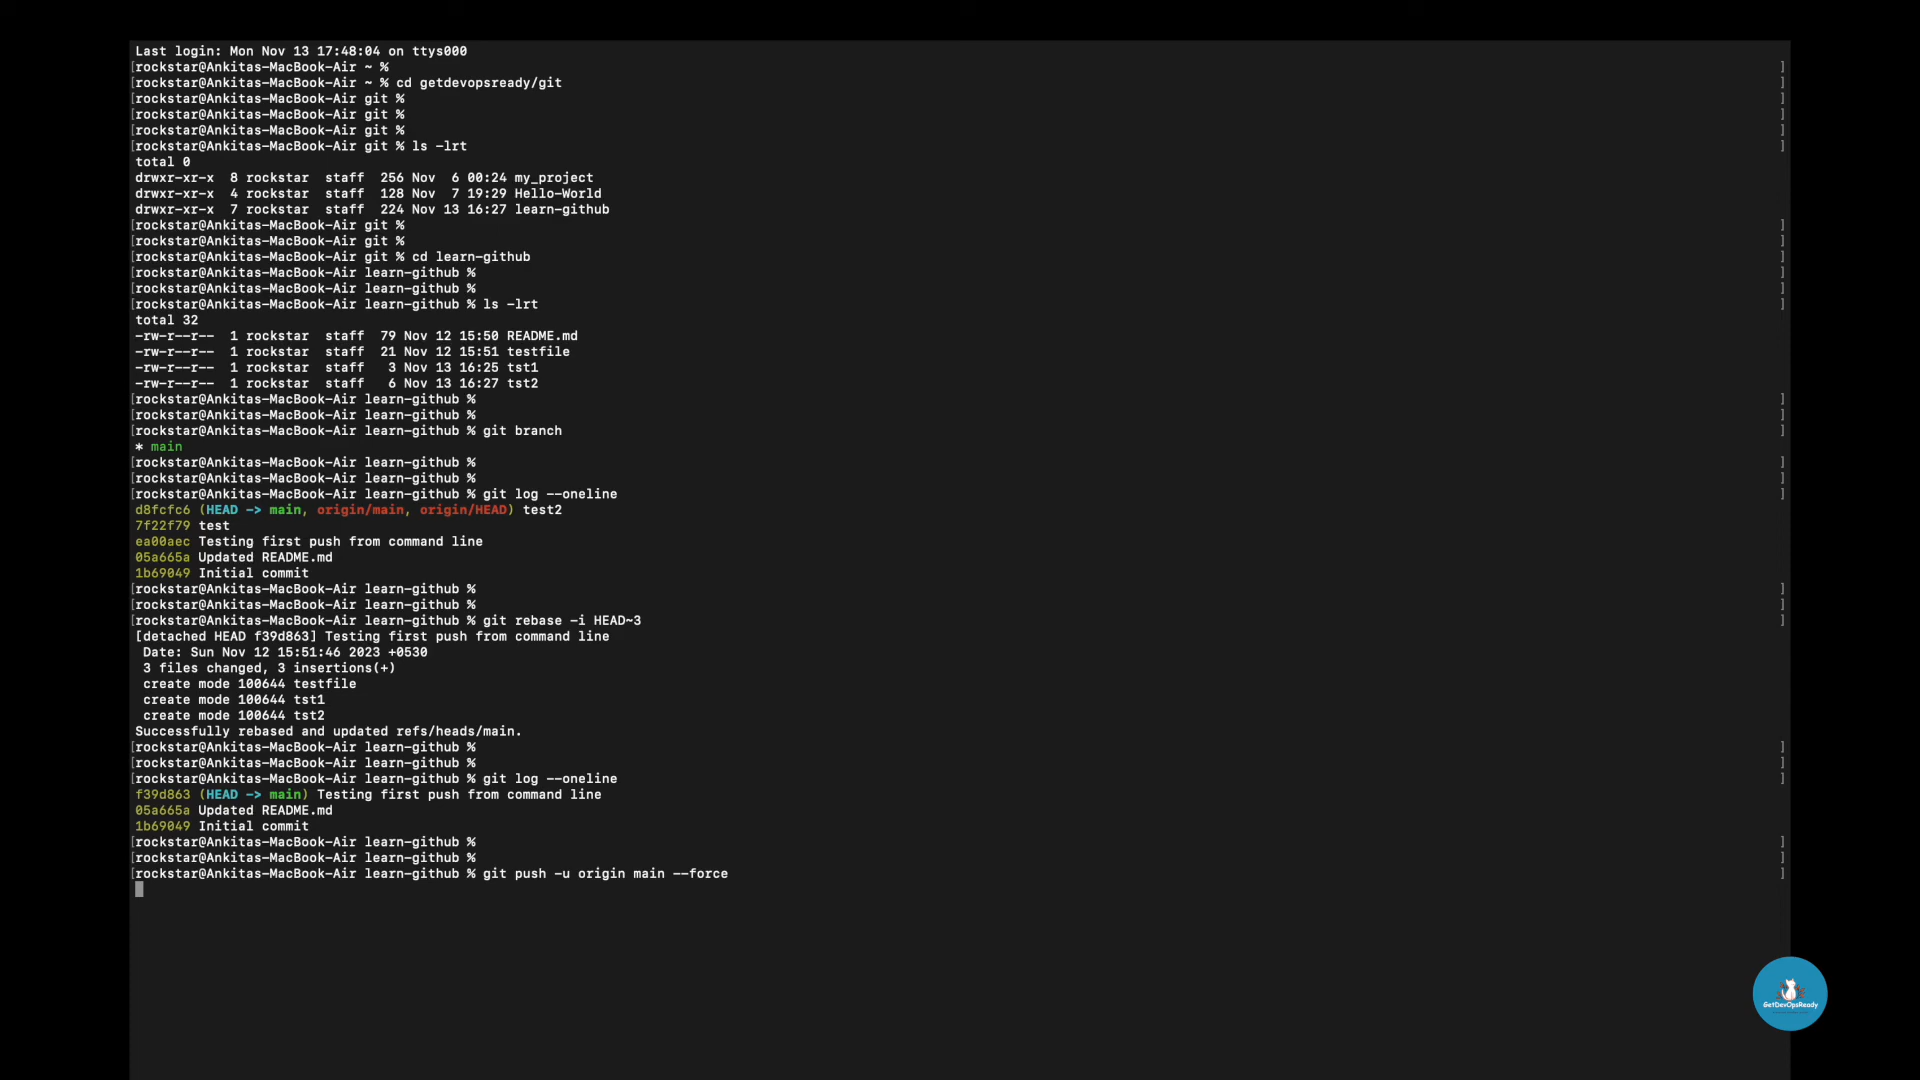 Last login: Mon Nov 13 17:48:04 on ttys000
[rockstar@Ankitas-MacBook-Air ~ % ]
[rockstar@Ankitas-MacBook-Air ~ % cd getdevopsready/git ]
[rockstar@Ankitas-MacBook-Air git % ]
[rockstar@Ankitas-MacBook-Air git % ]
[rockstar@Ankitas-MacBook-Air git % ]
[rockstar@Ankitas-MacBook-Air git % ls -lrt ]
total 0
drwxr-xr-x  8 rockstar  staff  256 Nov  6 00:24 my_project
drwxr-xr-x  4 rockstar  staff  128 Nov  7 19:29 Hello-World
drwxr-xr-x  7 rockstar  staff  224 Nov 13 16:27 learn-github
[rockstar@Ankitas-MacBook-Air git % ]
[rockstar@Ankitas-MacBook-Air git % ]
[rockstar@Ankitas-MacBook-Air git % cd learn-github ]
[rockstar@Ankitas-MacBook-Air learn-github % ]
[rockstar@Ankitas-MacBook-Air learn-github % ]
[rockstar@Ankitas-MacBook-Air learn-github % ls -lrt ]
total 32
-rw-r--r--  1 rockstar  staff  79 Nov 12 15:50 README.md
-rw-r--r--  1 rockstar  staff  21 Nov 12 15:51 testfile
-rw-r--r--  1 rockstar  staff   3 Nov 13 16:25 tst1
-rw-r--r--  1 rockstar  staff   6 Nov 13 16:27 tst2
[rockstar@Ankitas-MacBook-Air learn-github % ]
[rockstar@Ankitas-MacBook-Air learn-github % ]
[rockstar@Ankitas-MacBook-Air learn-github % git branch ]
* main
[rockstar@Ankitas-MacBook-Air learn-github % ]
[rockstar@Ankitas-MacBook-Air learn-github % ]
[rockstar@Ankitas-MacBook-Air learn-github % git log --oneline ]
d8fcfc6 (HEAD -> main, origin/main, origin/HEAD) test2
7f22f79 test
ea00aec Testing first push from command line
05a665a Updated README.md
1b69049 Initial commit
[rockstar@Ankitas-MacBook-Air learn-github % ]
[rockstar@Ankitas-MacBook-Air learn-github % ]
[rockstar@Ankitas-MacBook-Air learn-github % git rebase -i HEAD~3 ]
[detached HEAD f39d863] Testing first push from command line
 Date: Sun Nov 12 15:51:46 2023 +0530
 3 files changed, 3 insertions(+)
 create mode 100644 testfile
 create mode 100644 tst1
 create mode 100644 tst2
Successfully rebased and updated refs/heads/main.
[rockstar@Ankitas-MacBook-Air learn-github % ]
[rockstar@Ankitas-MacBook-Air learn-github % ]
[rockstar@Ankitas-MacBook-Air learn-github % git log --oneline ]
f39d863 (HEAD -> main) Testing first push from command line
05a665a Updated README.md
1b69049 Initial commit
[rockstar@Ankitas-MacBook-Air learn-github % ]
[rockstar@Ankitas-MacBook-Air learn-github % ]
[rockstar@Ankitas-MacBook-Air learn-github % git push -u origin main --force ]
GetDevOpsReady